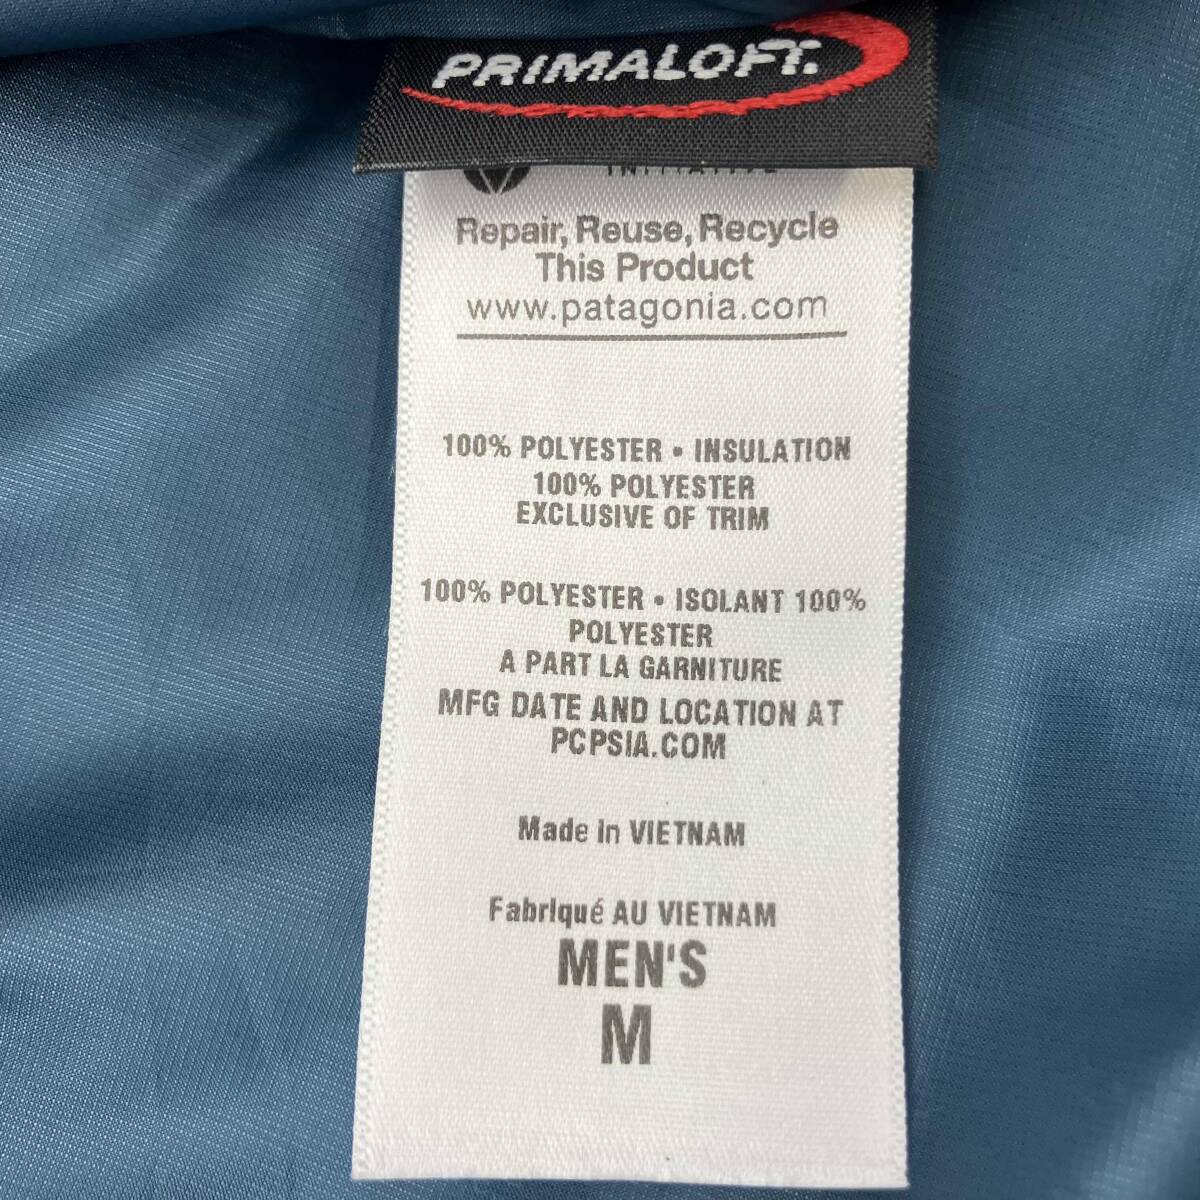 PRIMALOFT.
INITIATIVE
Repair, Reuse, Recycle
This Product
www.patagonia.com
100% POLYESTER • INSULATION
100% POLYESTER
EXCLUSIVE OF TRIM
100% POLYESTER • ISOLANT 100%
POLYESTER
A PART LA GARNITURE
MFG DATE AND LOCATION AT
PCPSIA.COM
Made in VIETNAM
Fabriqué AU VIETNAM
MEN'S
M